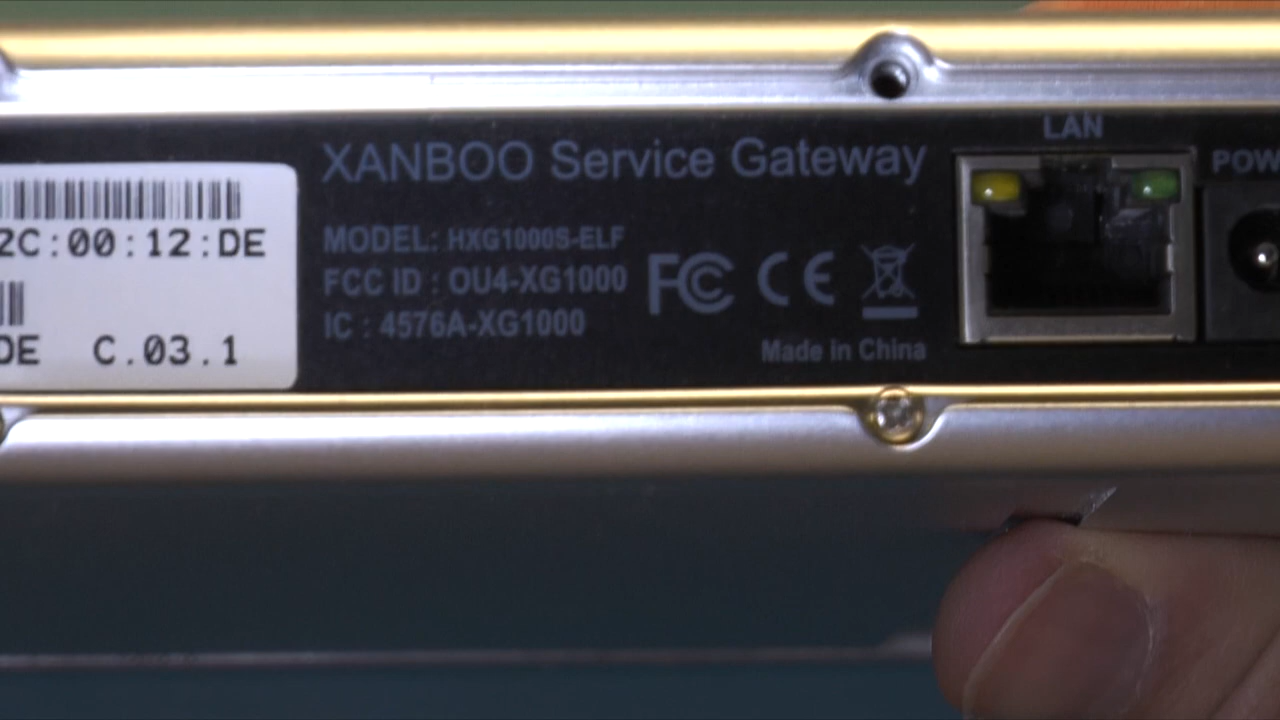 2C:00:12:DE
DE C.03.1
XANBOO Service Gateway
MODEL: HXG1000S-ELF
FCC ID : OU4-XG1000
IC : 4576A-XG1000
FC CE
Made in China
LAN
POW